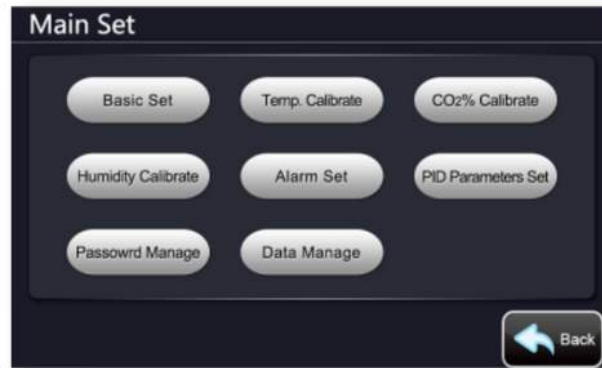 Main Set
Basic Set
Temp. Calibrate
CO2% Calibrate
Humidity Calibrate
Alarm Set
PID Parameters Set
Passowrd Manage
Data Manage
Back